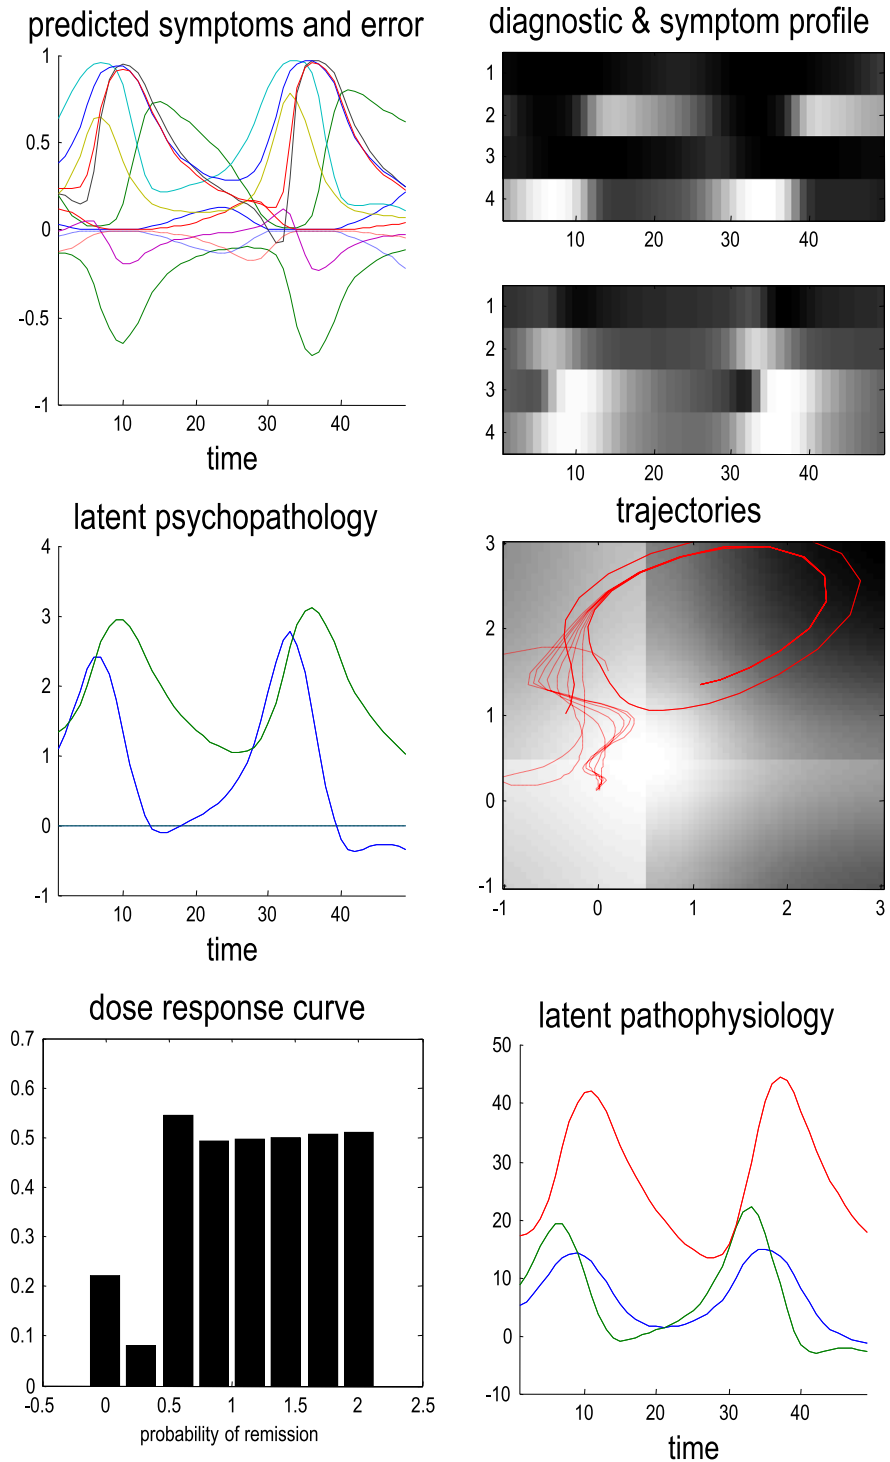 predicted symptoms and error
1
0.5
0
-0.5
-1
10 20 30 40
time
diagnostic & symptom profile
1
2
3
4
10 20 30 40
1
2
3
4
10 20 30 40
latent psychopathology
4
3
2
1
0
-1
10 20 30 40
time
trajectories
3
2
1
0
-1
-1 0 1 2 3
dose response curve
0.7
0.6
0.5
0.4
0.3
0.2
0.1
0
-0.5 0 0.5 1 1.5 2 2.5
probability of remission
latent pathophysiology
50
40
30
20
10
0
-10
10 20 30 40
time